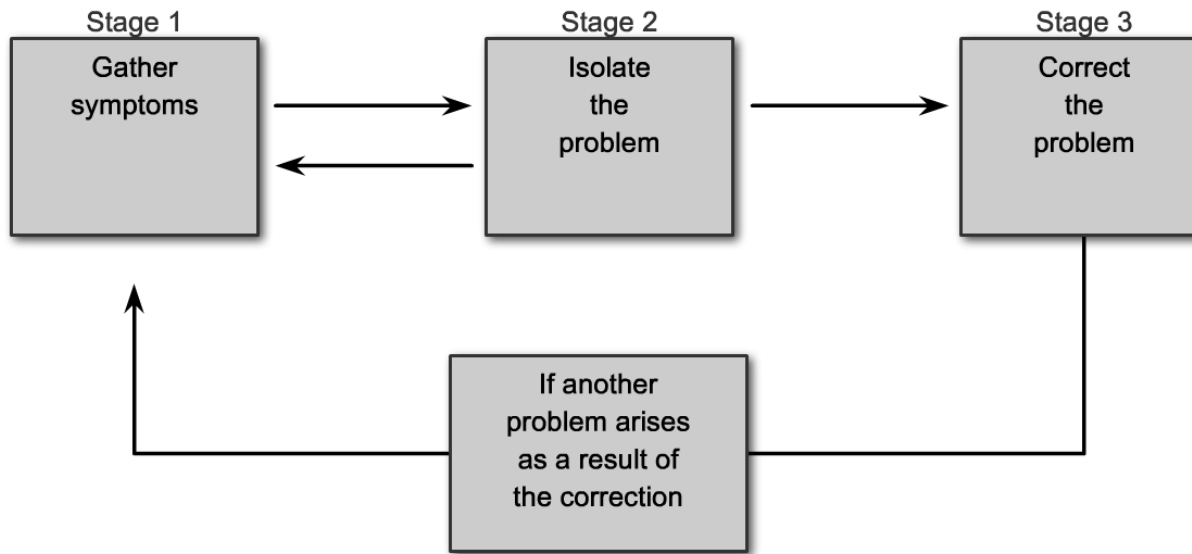 Stage 1
Gather
symptoms
Stage 2
Isolate
the
problem
Stage 3
Correct
the
problem
If another
problem arises
as a result of
the correction